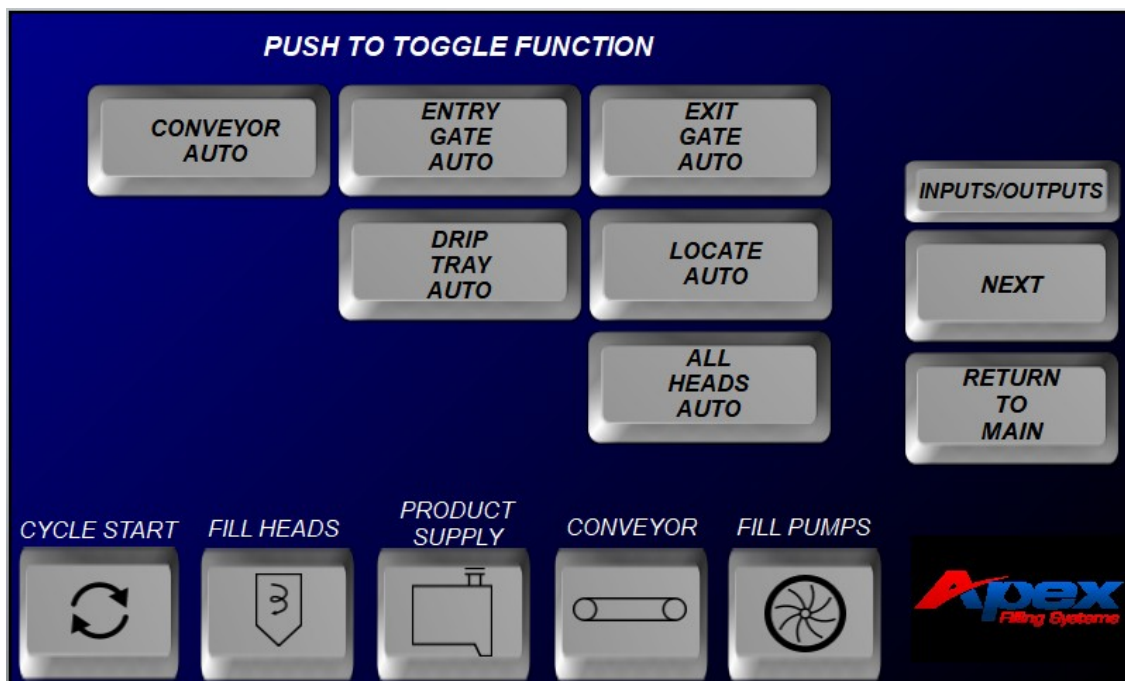 PUSH TO TOGGLE FUNCTION
CONVEYOR
AUTO
ENTRY
GATE
AUTO
EXIT
GATE
AUTO
INPUTS/OUTPUTS
DRIP
TRAY
AUTO
LOCATE
AUTO
NEXT
ALL
HEADS
AUTO
RETURN
TO
MAIN
CYCLE START
FILL HEADS
PRODUCT
SUPPLY
CONVEYOR
FILL PUMPS
Apex
Filling Systems